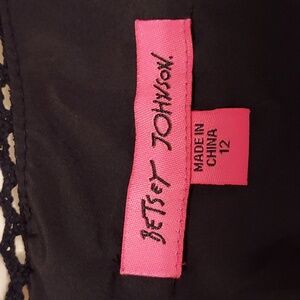 BETSEY JOHNSON.
MADE IN
CHINA
12